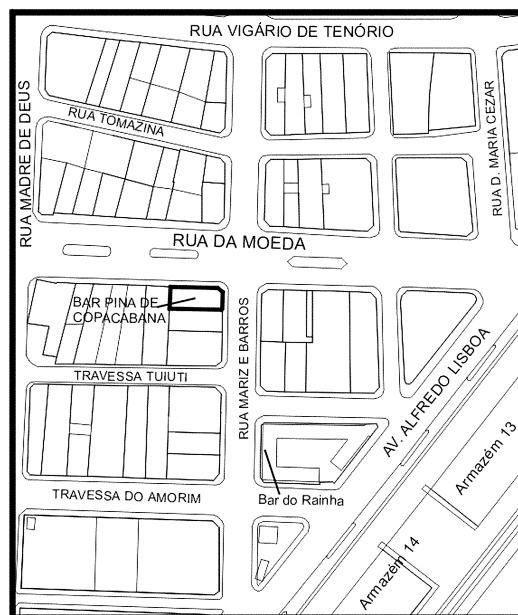 RUA VIGÁRIO DE TENÓRIO
RUA MADRE DE DEUS
RUA TOMAZINA
RUA D. MARIA CEZAR
RUA DA MOEDA
BAR PINA DE
COPACABANA
RUA MARIZ E BARROS
TRAVESSA TUIUTI
AV. ALFREDO LISBOA
Armazém 13
Bar do Rainha
TRAVESSA DO AMORIM
Armazém 14